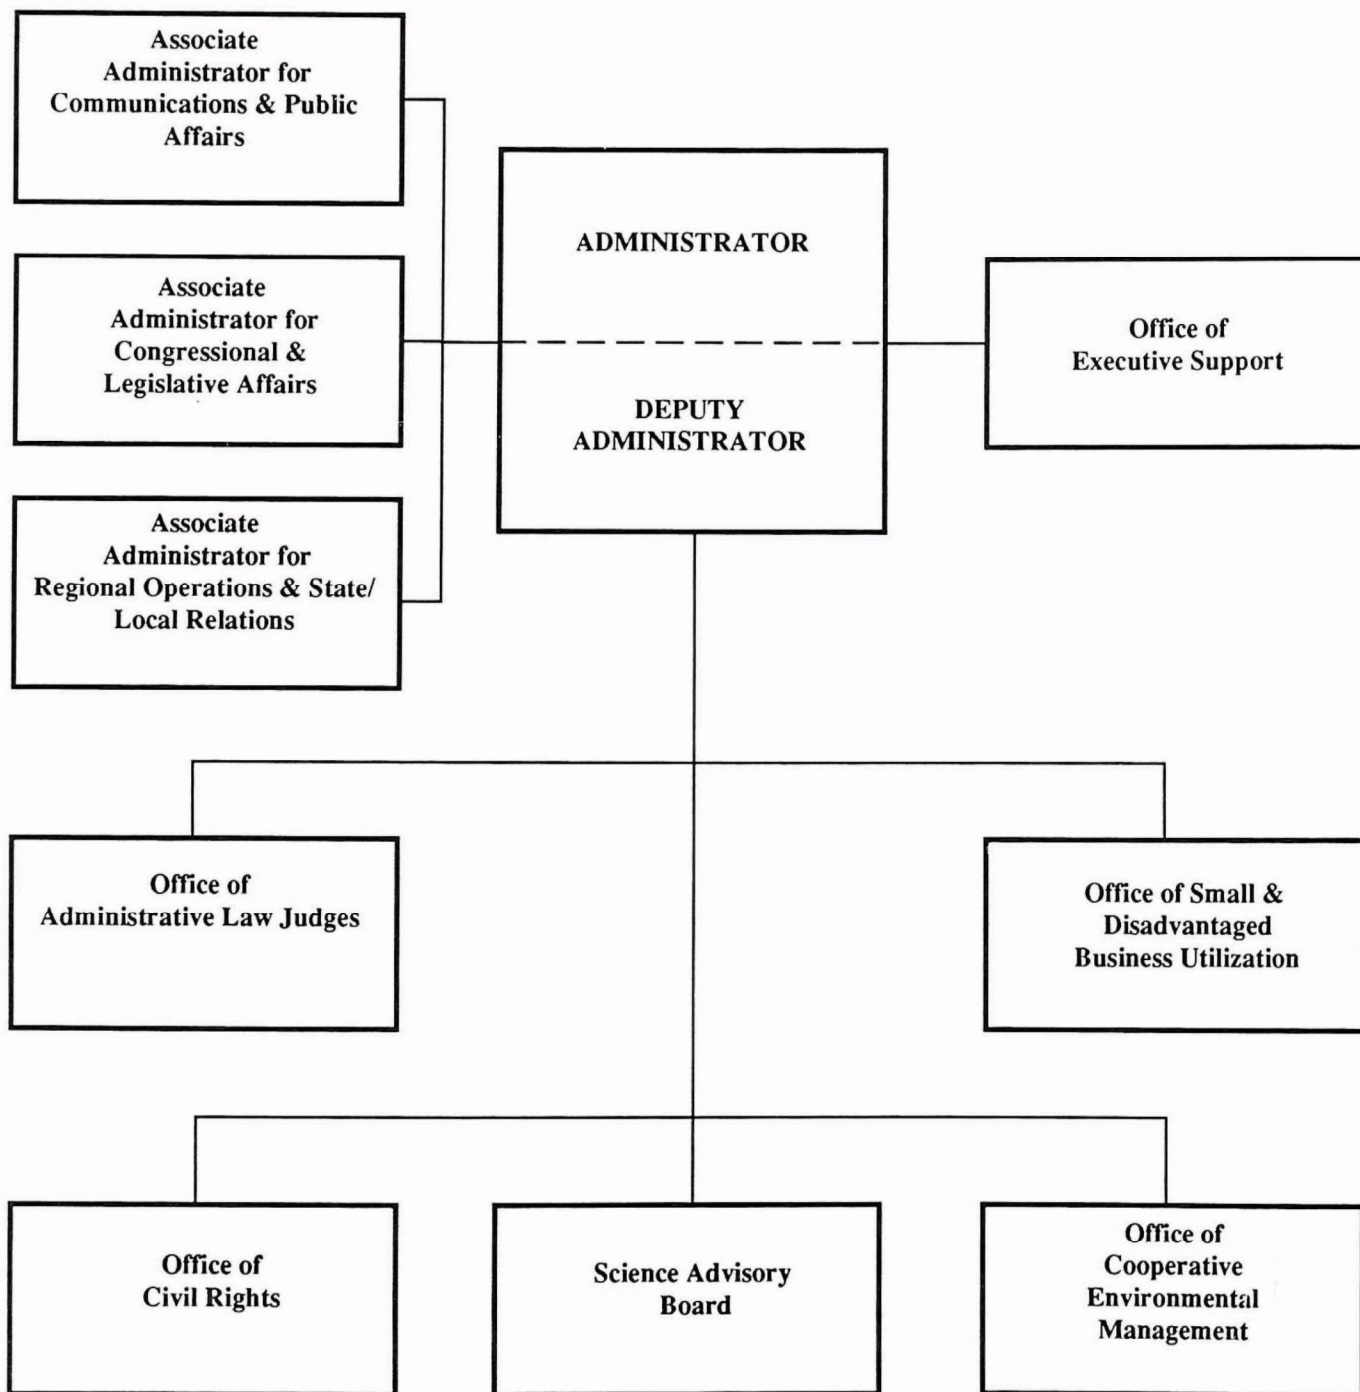 Associate
Administrator for
Communications & Public
Affairs
ADMINISTRATOR
DEPUTY
ADMINISTRATOR
Associate
Administrator for
Congressional &
Legislative Affairs
Office of
Executive Support
Associate
Administrator for
Regional Operations & State/
Local Relations
Office of
Administrative Law Judges
Office of Small &
Disadvantaged
Business Utilization
Office of
Civil Rights
Science Advisory
Board
Office of
Cooperative
Environmental
Management